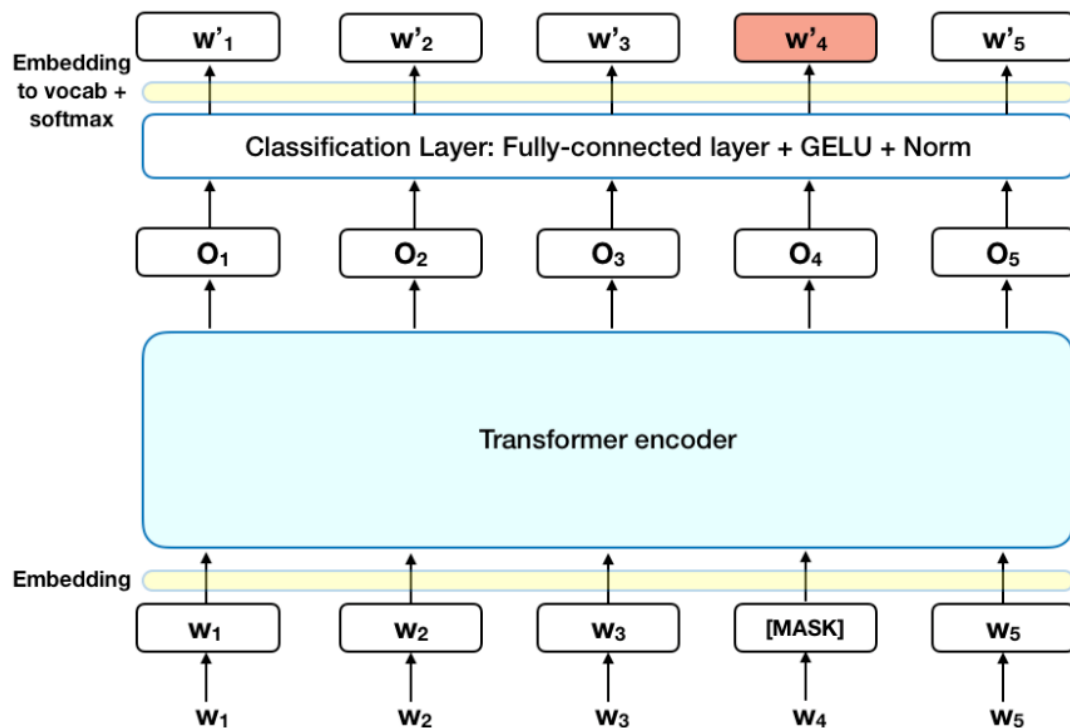 w’1 w’2 w’3 w’4 w’5
Embedding
to vocab +
softmax
Classification Layer: Fully-connected layer + GELU + Norm
O1 O2 O3 O4 O5
Transformer encoder
Embedding
W1 W2 W3 [MASK] W5
W1 W2 W3 W4 W5